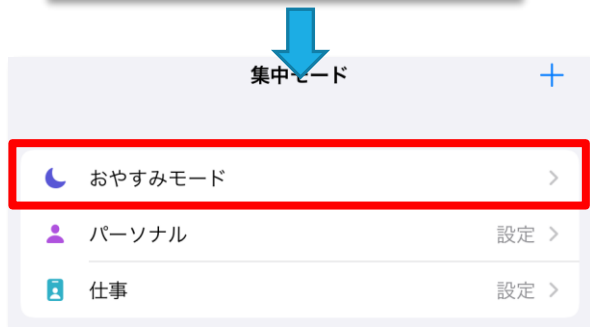 集中モード
おやすみモード
パーソナル 設定
仕事 設定